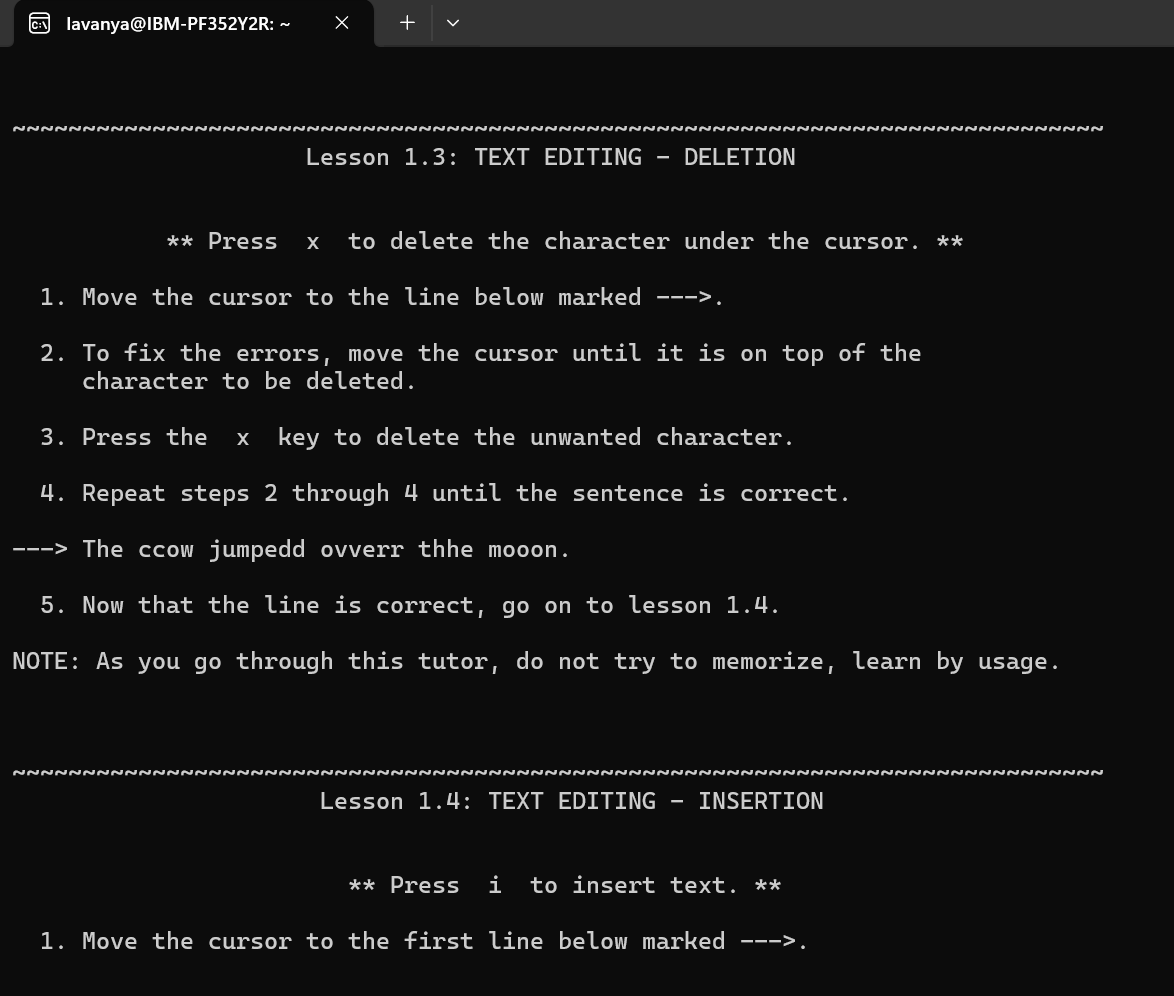 lavanya@IBM-PF352Y2R: ~
~~~~~~~~~~~~~~~~~~~~~~~~~~~~~~~~~~~~~~~~~~~~~~~~~~~~~~~~~~~~~~~~~~~~~~~~~~~~~~
Lesson 1.3: TEXT EDITING - DELETION
** Press  x  to delete the character under the cursor. **
1. Move the cursor to the line below marked --->.
2. To fix the errors, move the cursor until it is on top of the
character to be deleted.
3. Press the  x  key to delete the unwanted character.
4. Repeat steps 2 through 4 until the sentence is correct.
---> The ccow jumpedd ovverr thhe mooon.
5. Now that the line is correct, go on to lesson 1.4.
NOTE: As you go through this tutor, do not try to memorize, learn by usage.
~~~~~~~~~~~~~~~~~~~~~~~~~~~~~~~~~~~~~~~~~~~~~~~~~~~~~~~~~~~~~~~~~~~~~~~~~~~~~~
Lesson 1.4: TEXT EDITING - INSERTION
** Press  i  to insert text. **
1. Move the cursor to the first line below marked --->.